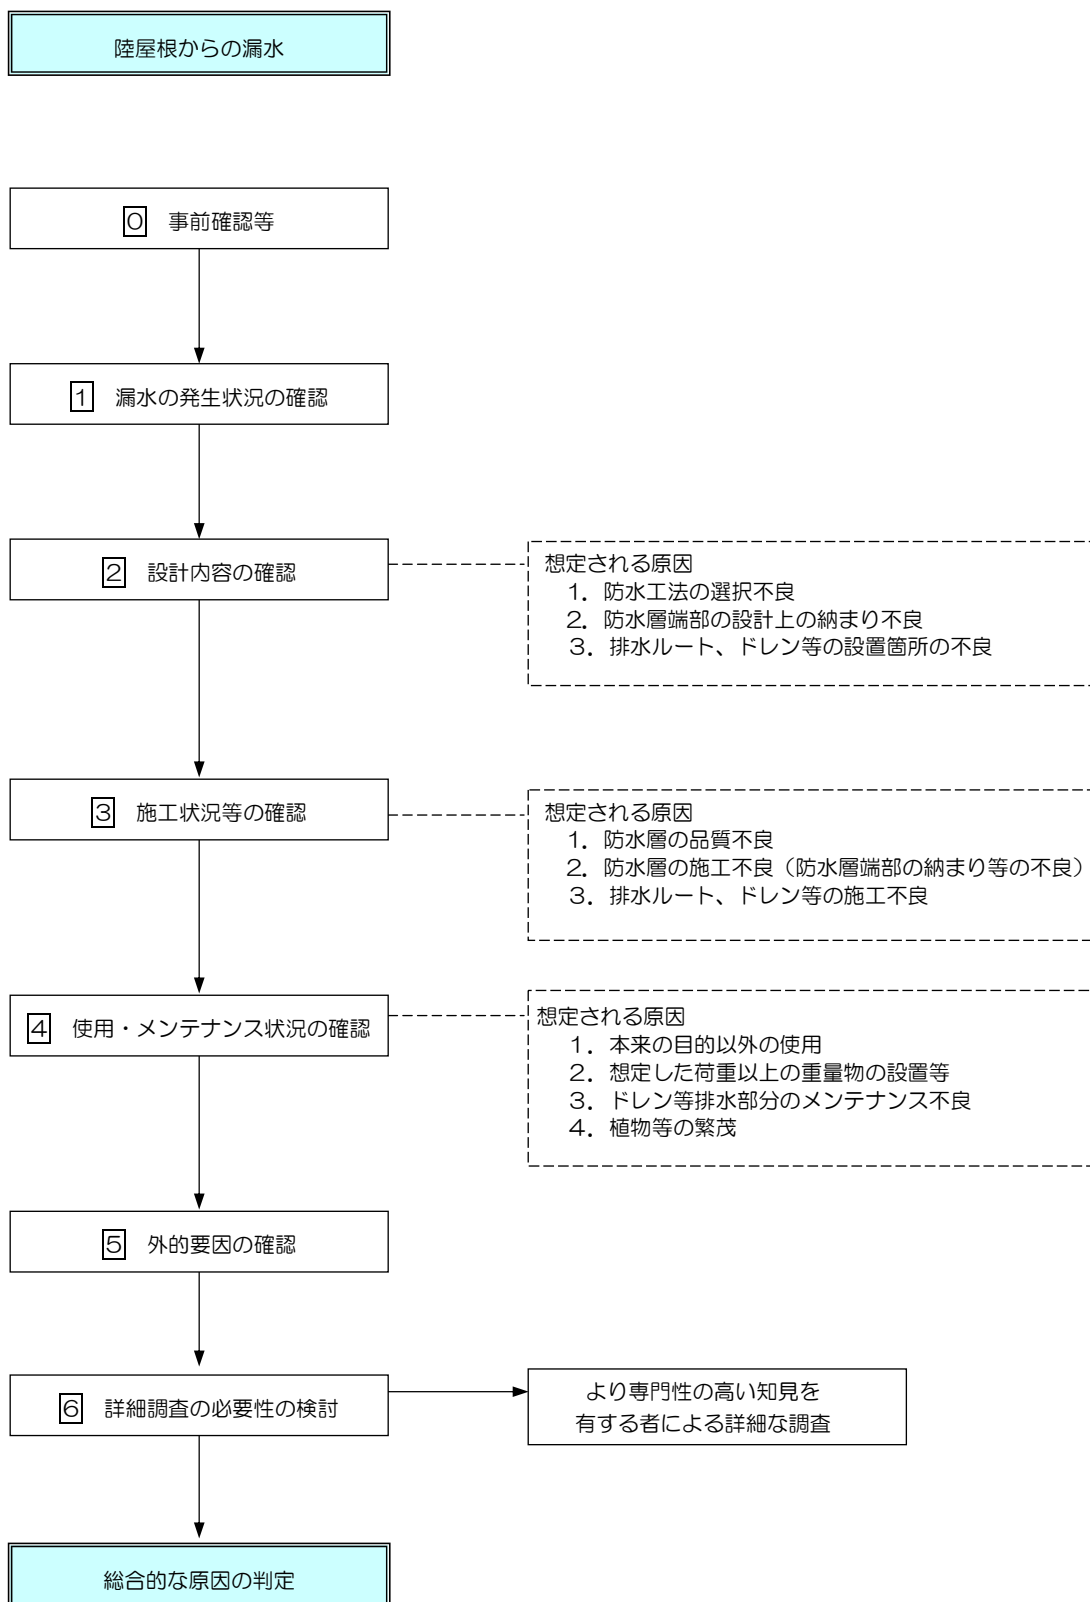 陸屋根からの漏水
0 事前確認等
1 漏水の発生状況の確認
2 設計内容の確認
想定される原因
1．防水工法の選択不良
2．防水層端部の設計上の納まり不良
3．排水ルート、ドレン等の設置箇所の不良
3 施工状況等の確認
想定される原因
1．防水層の品質不良
2．防水層の施工不良（防水層端部の納まり等の不良）
3．排水ルート、ドレン等の施工不良
4 使用・メンテナンス状況の確認
想定される原因
1．本来の目的以外の使用
2．想定した荷重以上の重量物の設置等
3．ドレン等排水部分のメンテナンス不良
4．植物等の繁茂
5 外的要因の確認
6 詳細調査の必要性の検討
より専門性の高い知見を
有する者による詳細な調査
総合的な原因の判定